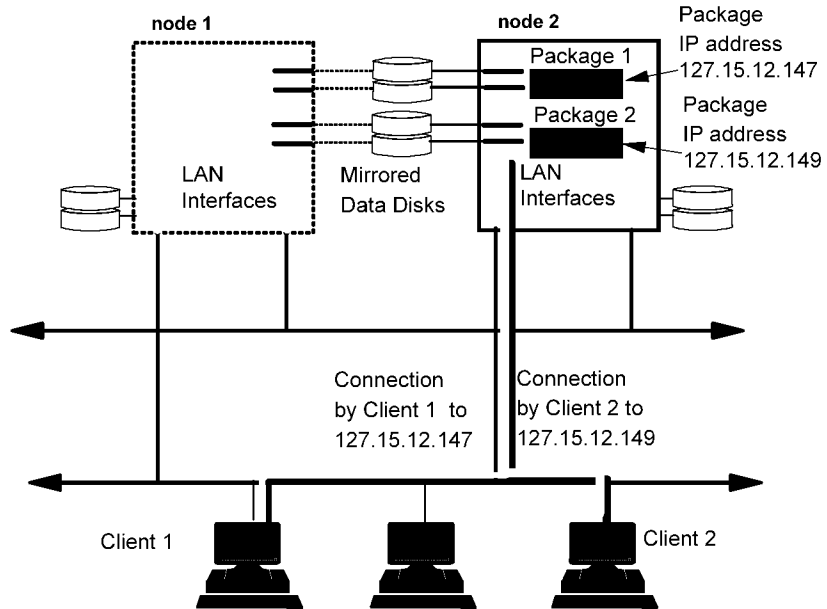 node 1
node 2
Package
IP address
127.15.12.147
Package 1
Package
IP address
127.15.12.149
Package 2
LAN
Interfaces
Mirrored
Data Disks
LAN
Interfaces
Connection
by Client 1 to
127.15.12.147
Connection
by Client 2 to
127.15.12.149
Client 1
Client 2